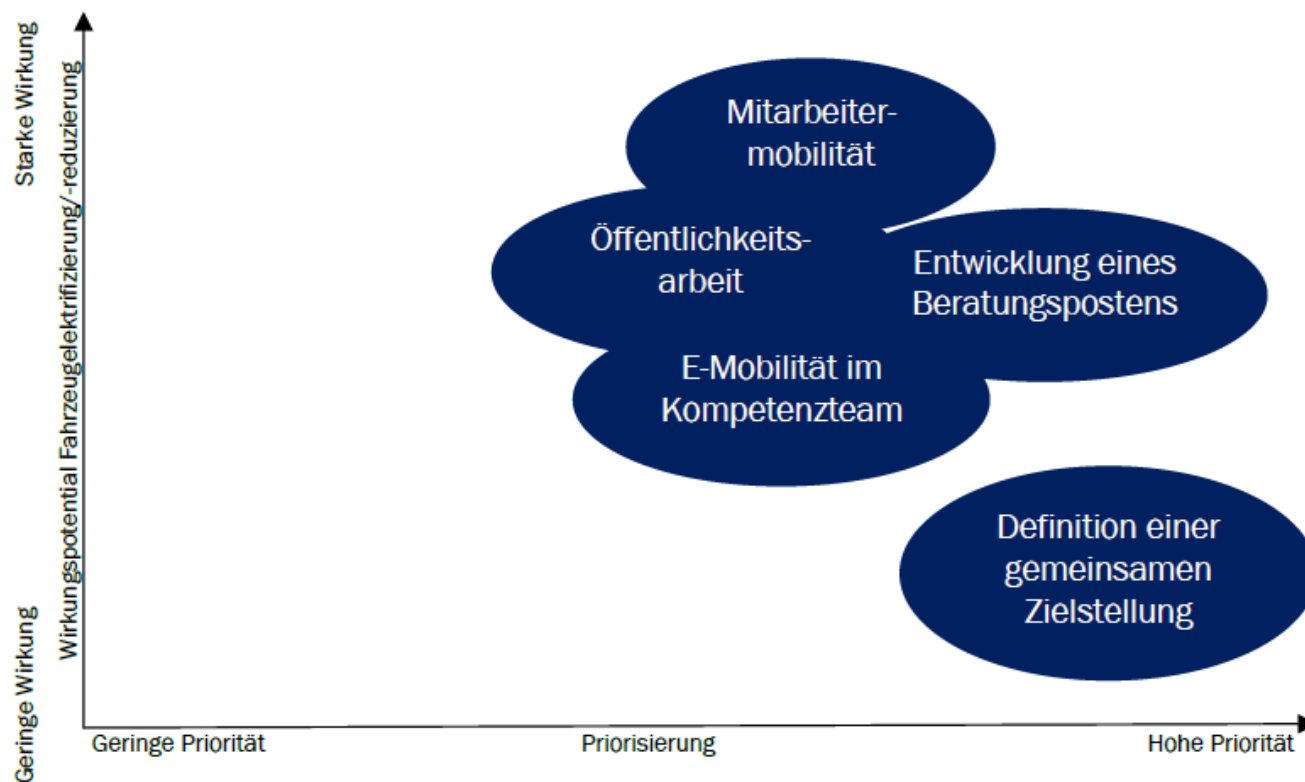 Starke Wirkung
Geringe Wirkung
Wirkungspotential Fahrzeugelektrifizierung/-reduzierung
Mitarbeiter-
mobilität
Öffentlichkeits-
arbeit
Entwicklung eines
Beratungspostens
E-Mobilität im
Kompetenzteam
Definition einer
gemeinsamen
Zielstellung
Geringe Priorität
Priorisierung
Hohe Priorität